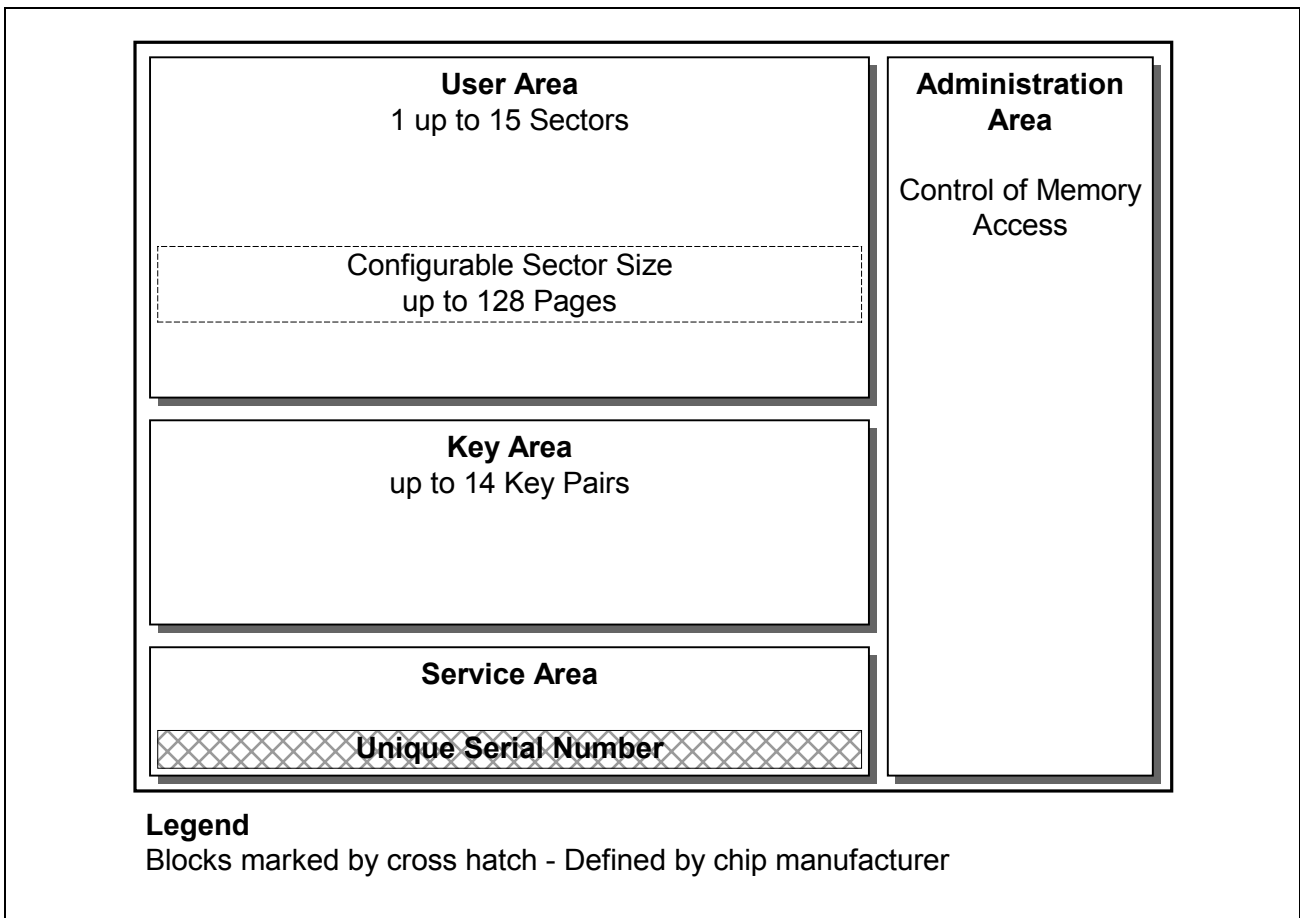 User Area
1 up to 15 Sectors
Configurable Sector Size
up to 128 Pages
Key Area
up to 14 Key Pairs
Service Area
Unique Serial Number
Administration
Area
Control of Memory
Access
Legend
Blocks marked by cross hatch - Defined by chip manufacturer